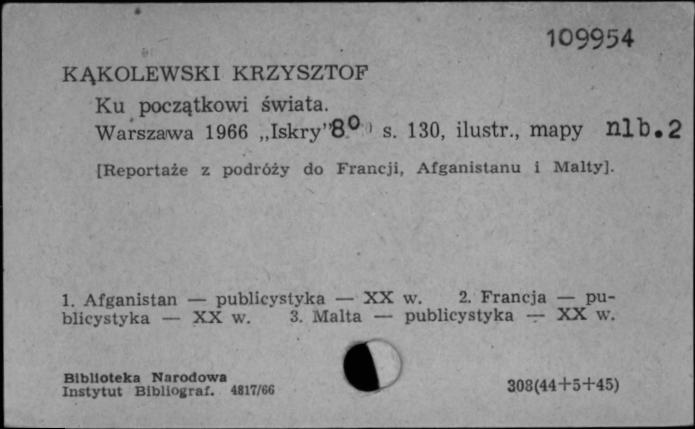 109954
KĄKOLEWSKI KRZYSZTOF
Ku początkowi świata.
Warszawa 1966 „Iskry” 8° s. 130, ilustr., mapy nlb.2
[Reportaże z podróży do Francji, Afganistanu i Malty].
1. Afganistan — publicystyka — XX w. 2. Francja — pu-
blicystyka — XX w. 3. Malta — publicystyka — XX w.
Biblioteka Narodowa
Instytut Bibliograf. 4817/66
308(44+5+45)